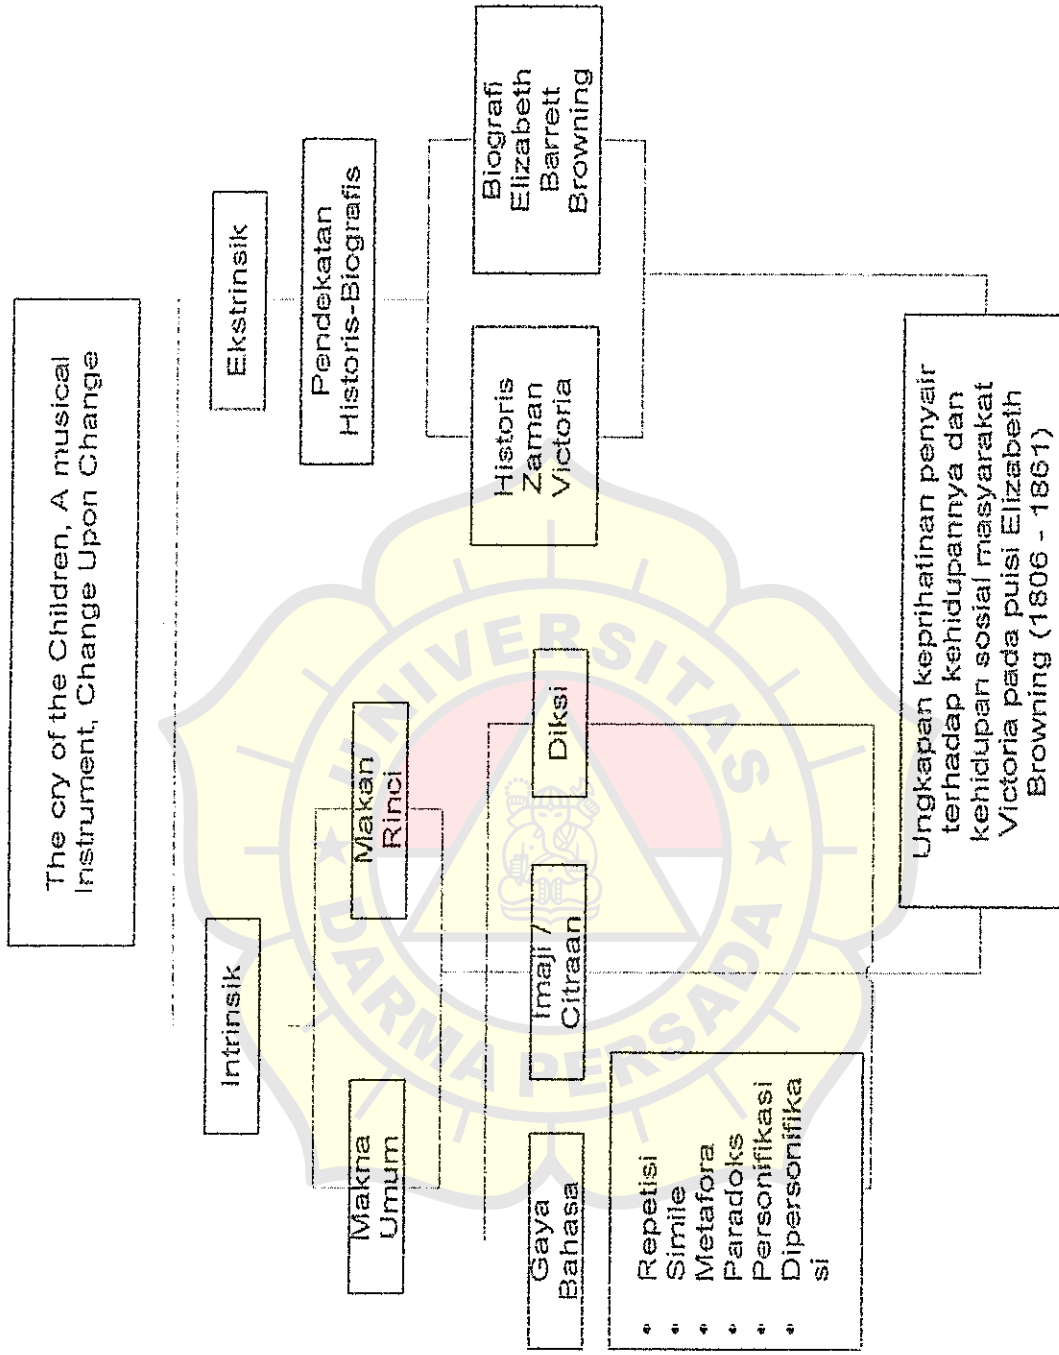 The cry of the Children, A musical
Instrument, Change Upon Change
Intrinsik
Ekstrinsik
Makna
Umum
Makan
Rinci
Pendekatan
Historis-Biografis
Gaya
Bahasa
Imaji /
Citraan
Diksi
Historis
Zaman
Victoria
Biografi
Elizabeth
Barrett
Browning
• Repetisi
• Simile
• Metafora
• Paradoks
• Personifikasi
• Dipersonifika
si
Ungkapan keprihatinan penyair
terhadap kehidupannya dan
kehidupan sosial masyarakat
Victoria pada puisi Elizabeth
Browning (1806 - 1861)
UNIVERSITAS
DARMA PERSADA